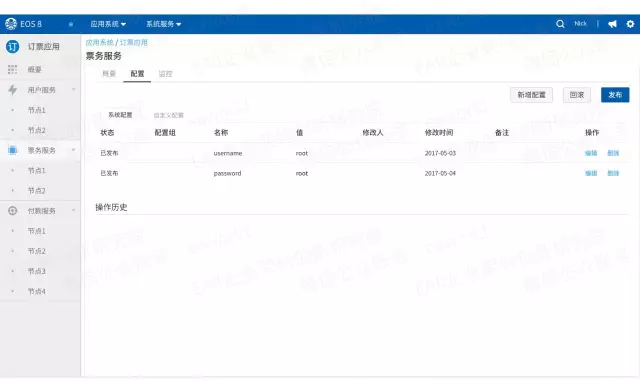 EOS 8 应用系统 系统服务 Nick
订 订票应用
概要
用户服务
节点1
节点2
票务服务
节点1
节点2
付款服务
节点1
节点2
节点3
节点4
应用系统 / 订票应用
票务服务
概要 配置 监控
新增配置 回滚 发布
系统配置 自定义配置
状态 配置组 名称 值 修改人 修改时间 备注 操作
已发布 username root 2017-05-03 编辑 删除
已发布 password root 2017-05-04 编辑 删除
操作历史